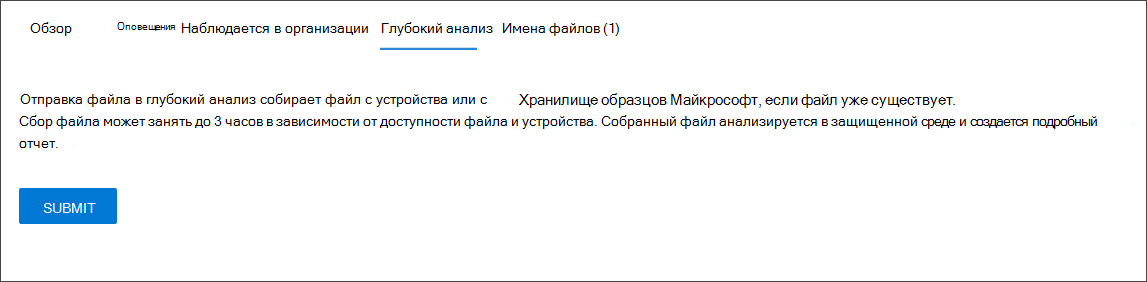 Обзор Оповещения Наблюдается в организации Глубокий анализ Имена файлов (1)
Отправка файла в глубокий анализ собирает файл с устройства или с Хранилище образцов Майкрософт, если файл уже существует.
Сбор файла может занять до 3 часов в зависимости от доступности файла и устройства. Собранный файл анализируется в защищенной среде и создается подробный
отчет.
SUBMIT